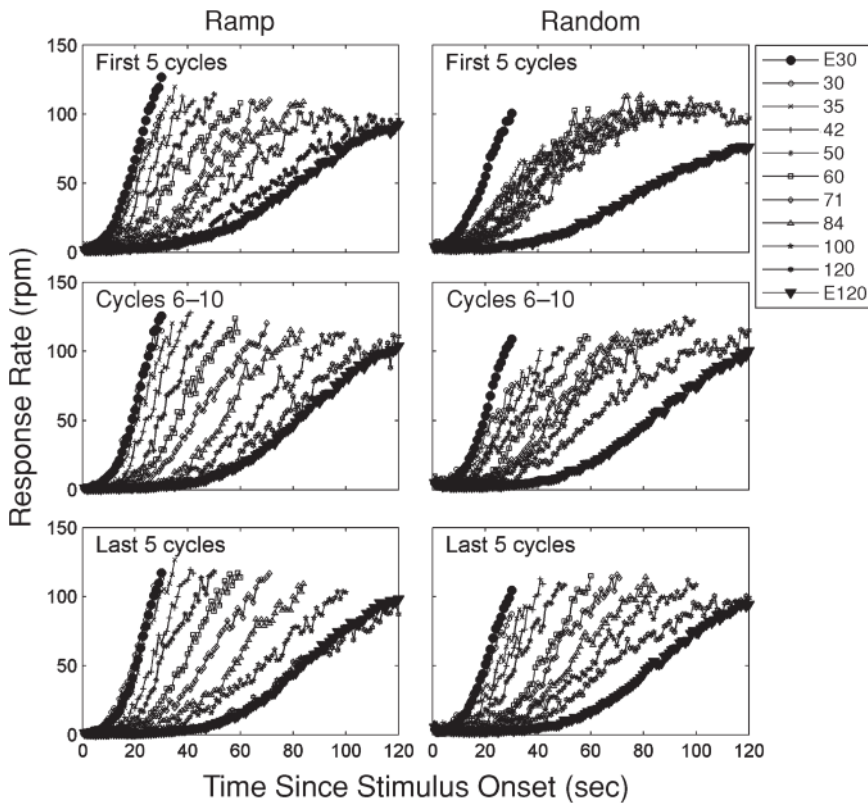 Ramp
Random
150
100
50
0
First 5 cycles
First 5 cycles
E30
30
35
42
50
60
71
84
100
120
E120
150
100
50
0
Cycles 6–10
Cycles 6–10
Response Rate (rpm)
150
100
50
0
Last 5 cycles
Last 5 cycles
0 20 40 60 80 100 120
0 20 40 60 80 100 120
Time Since Stimulus Onset (sec)